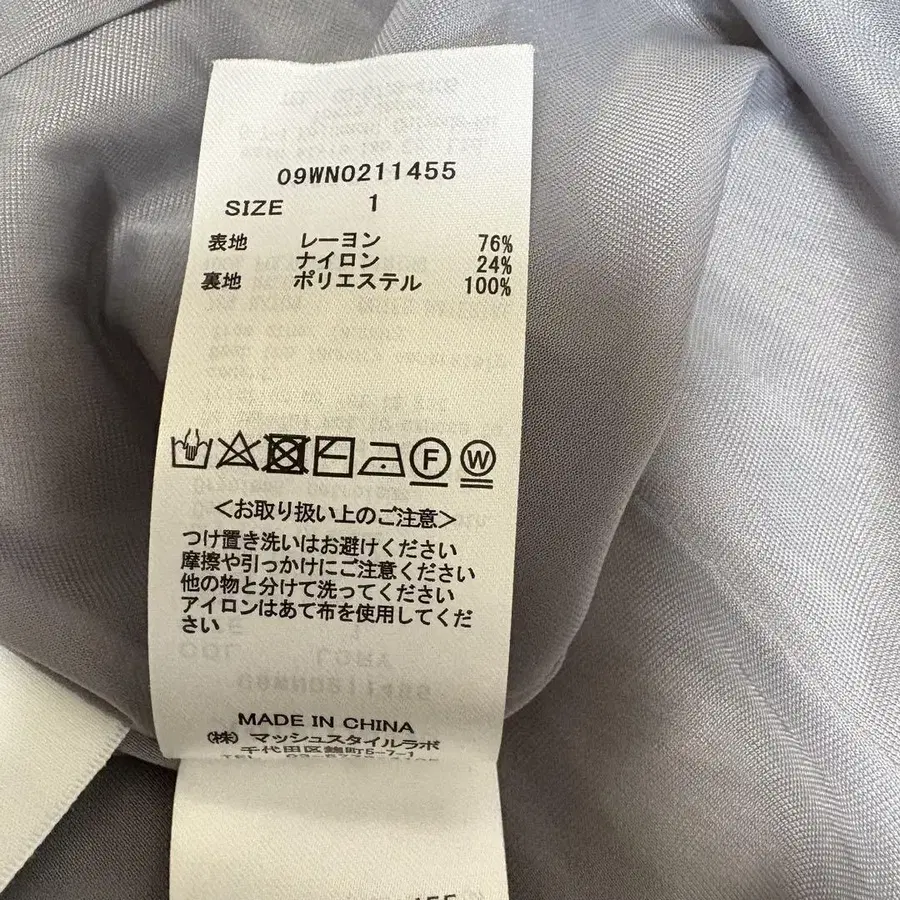 09WNO211455
SIZE 1
表地 レーヨン 76%
ナイロン 24%
裏地 ポリエステル 100%
F W
<お取り扱い上のご注意>
つけ置き洗いはお避けください
摩擦や引っかけにご注意ください
他の物と分けて洗ってください
アイロンはあて布を使用してくだ
さい
MADE IN CHINA
(株) マッシュスタイルラボ
千代田区麹町5-7-1